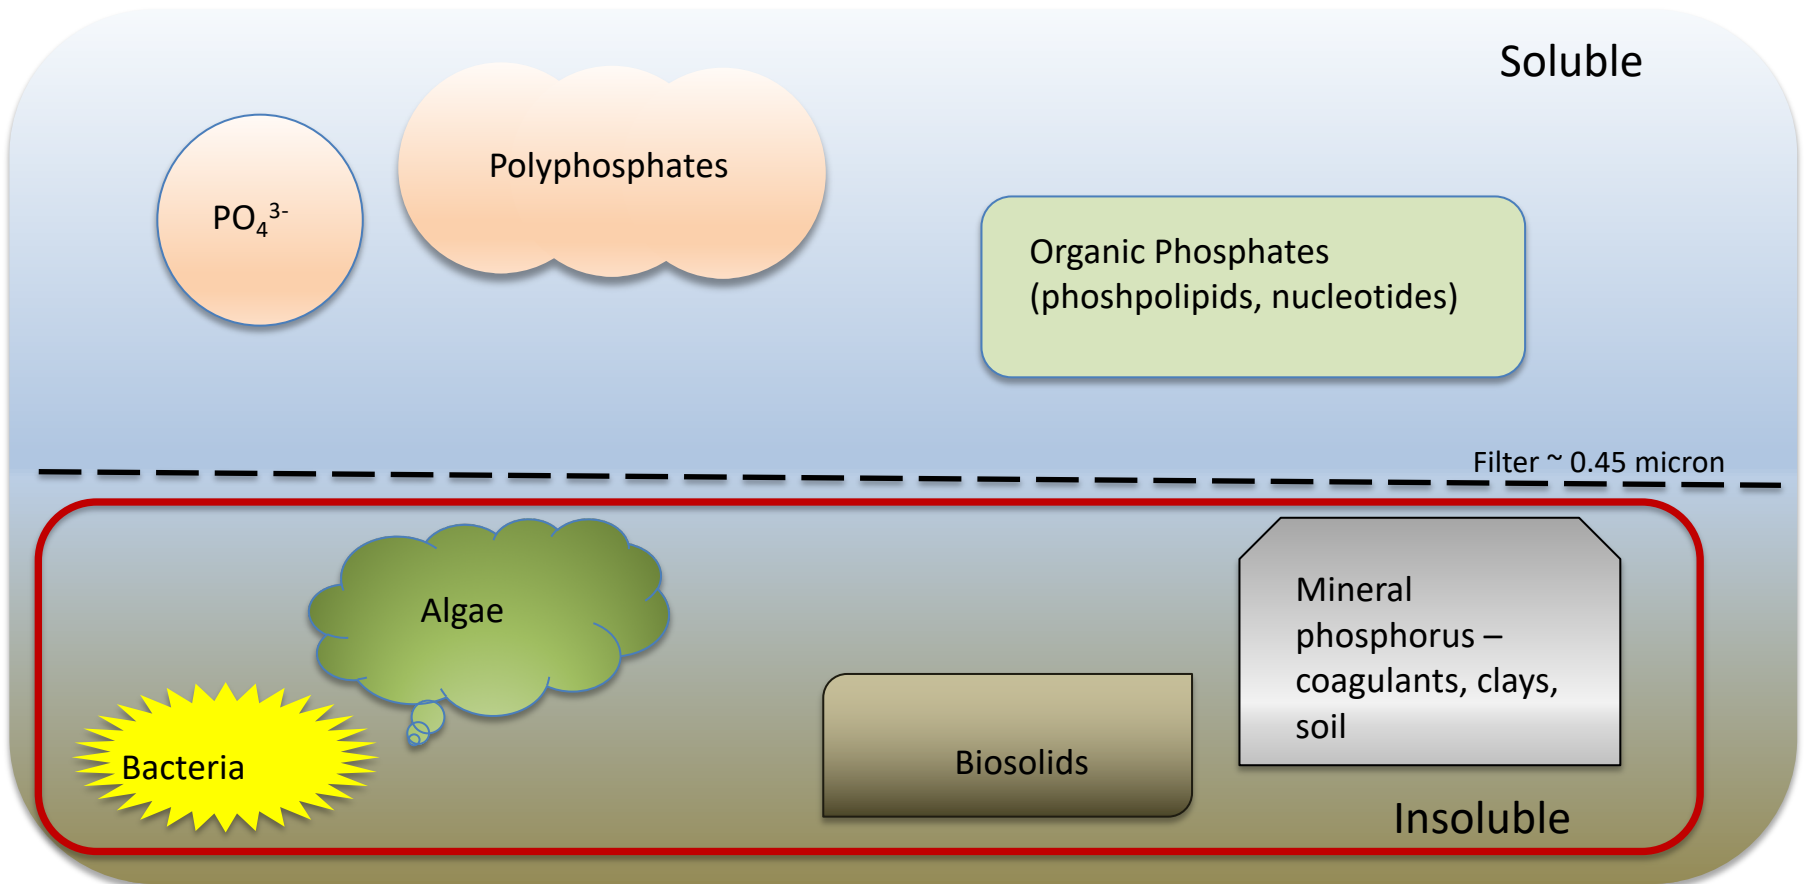 Soluble
Polyphosphates
PO₄³⁻
Organic Phosphates
(phoshpolipids, nucleotides)
Filter ~ 0.45 micron
Algae
Mineral
phosphorus –
coagulants, clays,
soil
Bacteria
Biosolids
Insoluble